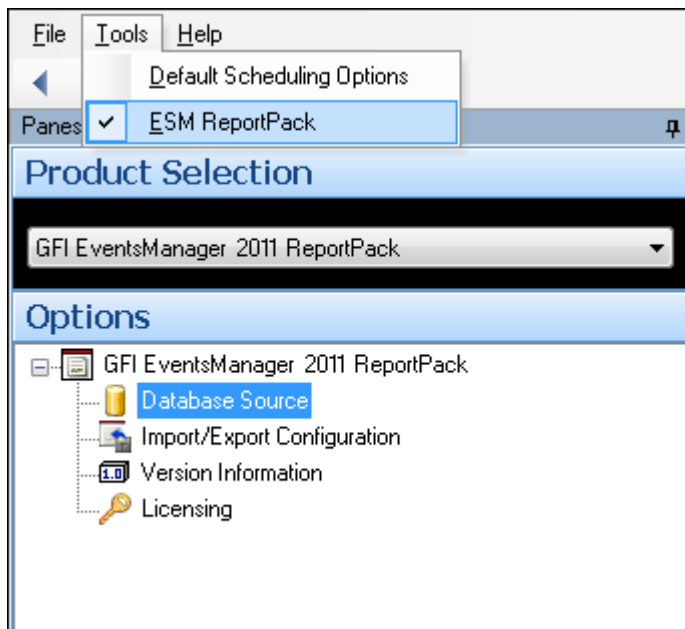 File Tools Help
Default Scheduling Options
Panes ESM ReportPack
Product Selection
GFI EventsManager 2011 ReportPack
Options
GFI EventsManager 2011 ReportPack
Database Source
Import/Export Configuration
1.0 Version Information
Licensing